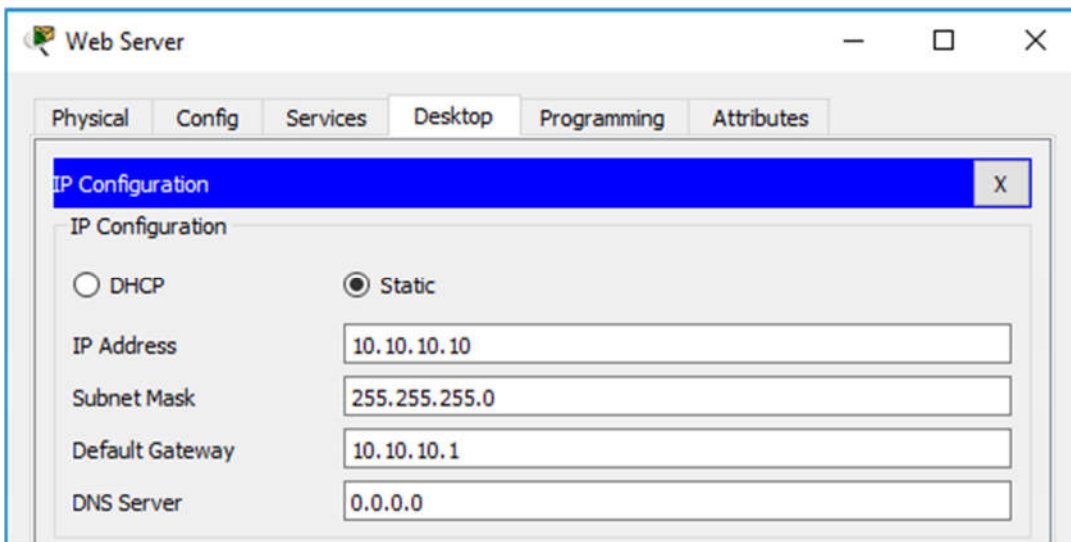 Web Server
Physical Config Services Desktop Programming Attributes
IP Configuration X
IP Configuration
DHCP Static
IP Address 10.10.10.10
Subnet Mask 255.255.255.0
Default Gateway 10.10.10.1
DNS Server 0.0.0.0